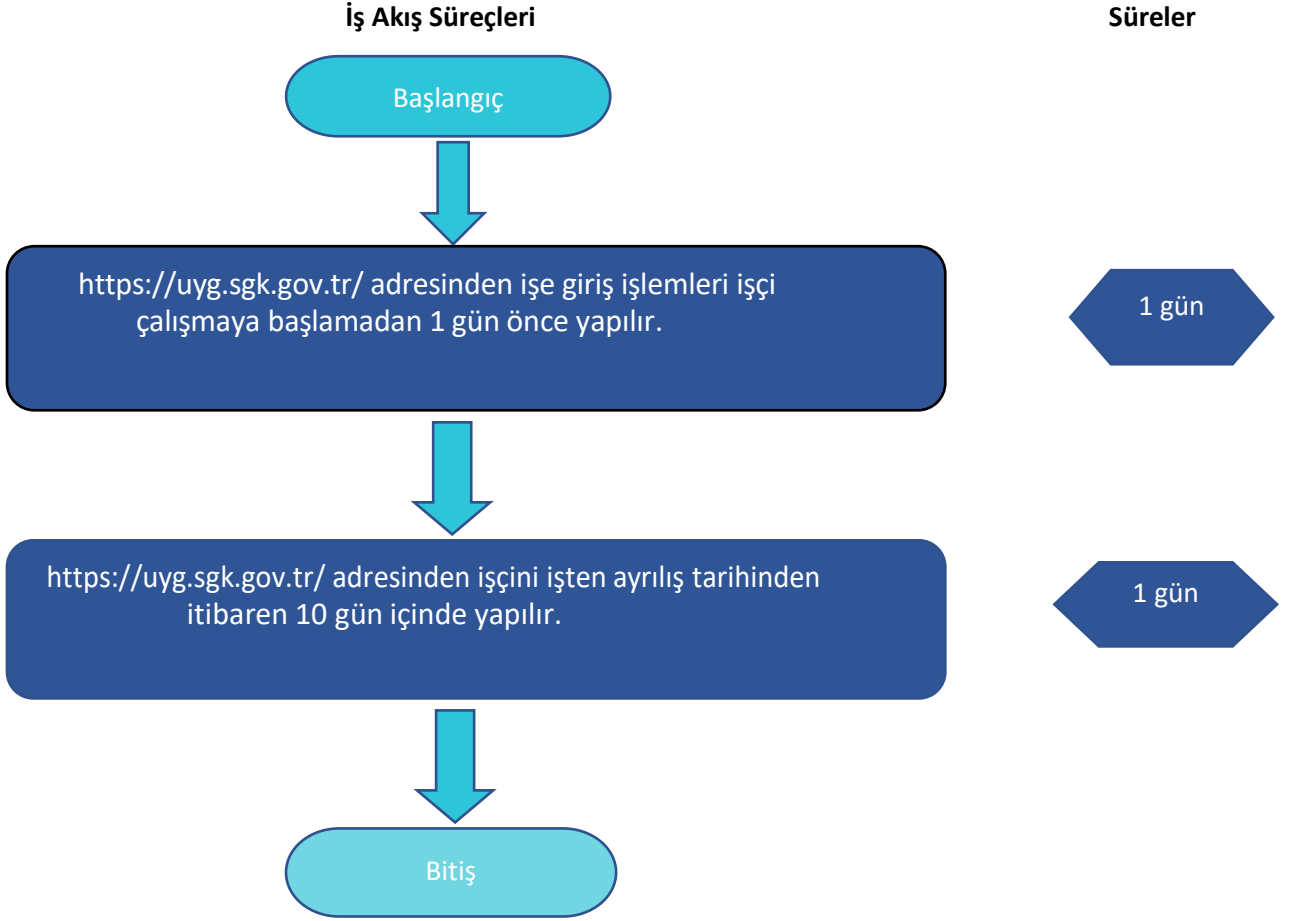 İş Akış Süreçleri
Süreler
Başlangıç
https://uyg.sgk.gov.tr/ adresinden işe giriş işlemleri işçi
çalışmaya başlamadan 1 gün önce yapılır.
1 gün
https://uyg.sgk.gov.tr/ adresinden işçini işten ayrılış tarihinden
itibaren 10 gün içinde yapılır.
1 gün
Bitiş